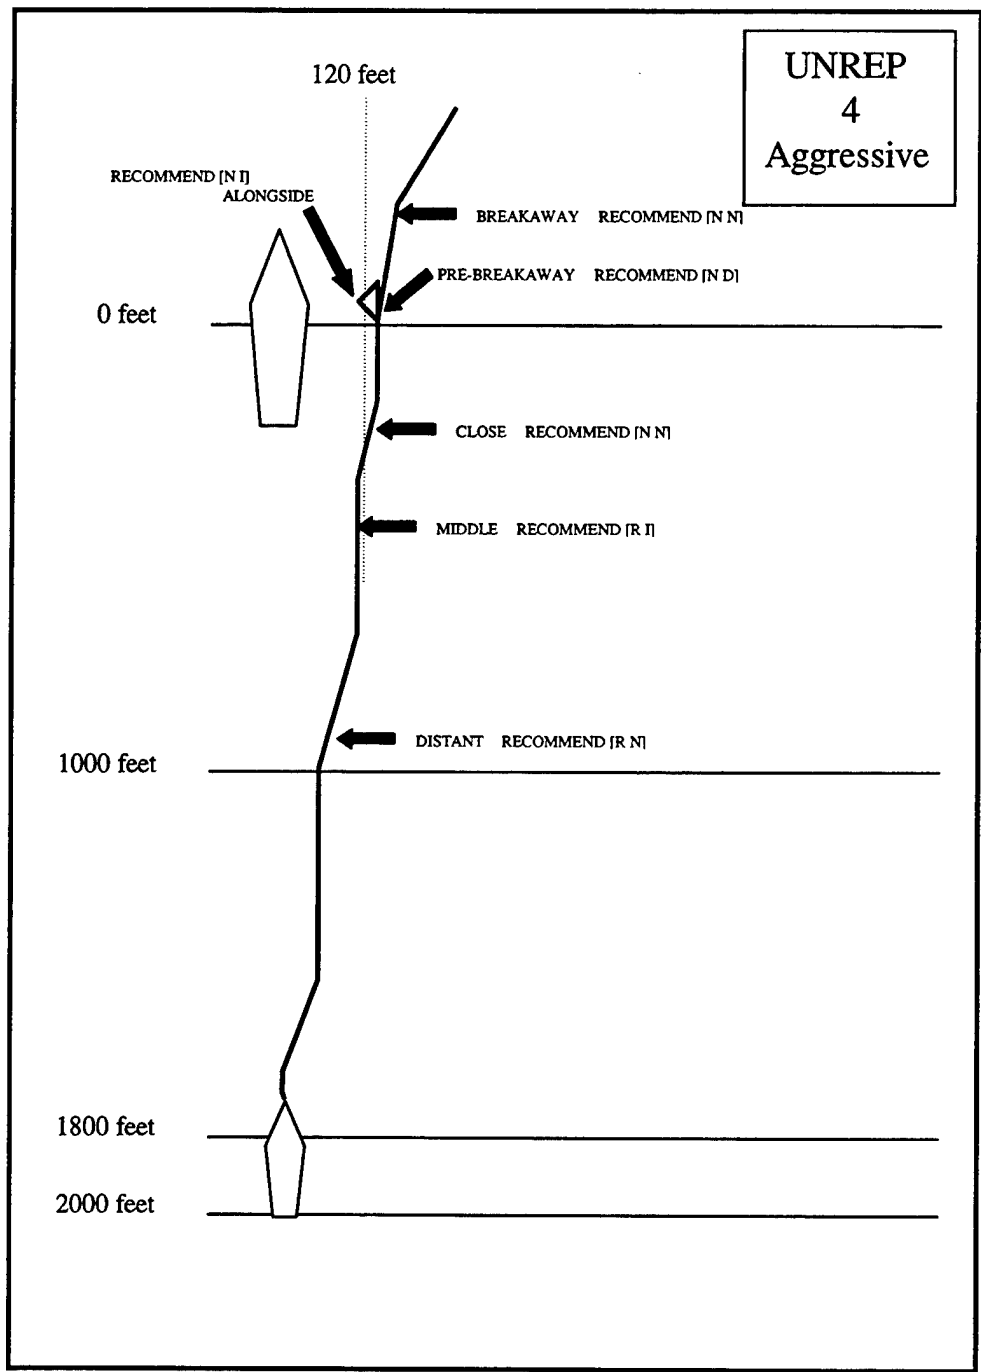 UNREP
4
Aggressive
120 feet
RECOMMEND [N I]
ALONGSIDE
BREAKAWAY RECOMMEND [N N]
PRE-BREAKAWAY RECOMMEND [N D]
0 feet
CLOSE RECOMMEND [N N]
MIDDLE RECOMMEND [R I]
DISTANT RECOMMEND [R N]
1000 feet
1800 feet
2000 feet